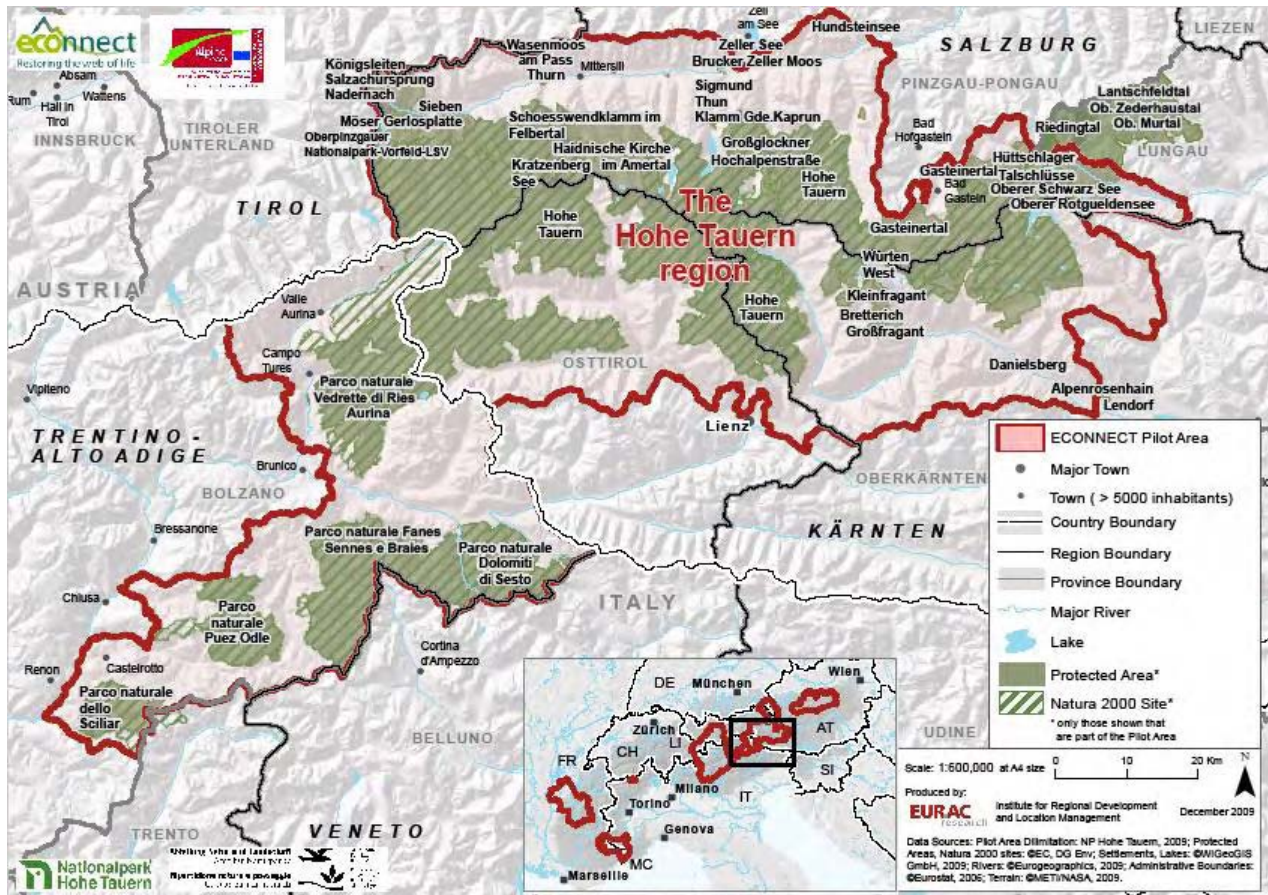 econnect
Restoring the web of life
Alpine
Absam
Rum
Hall in
Tirol
Wattens
INNSBRUCK
TIROLER
UNTERLAND
Königsleiten
Salzachursprung
Nadernach
Sieben
Möser Gerlosplatte
Oberpinzgauer
Nationalpark-Vorfeld-LSV
Wasenmoos
am Pass
Thurn
Mittersill
Zell
am See
Zeller See
Brucker Zeller Moos
Hundsteinsee
SALZBURG
LIEZEN
PINZGAU-PONGAU
Sigmund
Thun
Klamm Gde.Kaprun
Schoesswendklamm im
Felbertal
Haidnische Kirche
im Amertal
Kratzenberg
See
Großglockner
Hochalpenstraße
Hohe
Tauern
Bad
Hofgastein
Lantschfeldtal
Ob. Zederhaustal
Ob. Murtal
Riedingtal
LUNGAU
Hüttschlager
Talschlüsse
Gasteinertal
Bad
Gastein
Oberer Schwarz See
Oberer Rotgueldensee
Gasteinertal
TIROL
Hohe
Tauern
The
Hohe Tauern
region
Würten
West
Kleinfragant
Bretterich
Großfragant
Hohe
Tauern
AUSTRIA
Valle
Aurina
Campo
Tures
Vipiteno
Parco naturale
Vedrette di Ries
Aurina
OSTTIROL
Danielsberg
Alpenrosenhain
Lendorf
Lienz
TRENTINO -
ALTO ADIGE
Brunico
BOLZANO
Bressanone
OBERKÄRNTEN
KÄRNTEN
Parco naturale Fanes
Sennes e Braies
Parco naturale
Dolomiti
di Sesto
ITALY
Chiusa
Parco
naturale
Puez Odle
Renon
Castelrotto
Parco naturale
dello
Sciliar
Cortina
d'Ampezzo
BELLUNO
UDINE
TRENTO
VENETO
ECONNECT Pilot Area
Major Town
Town ( > 5000 inhabitants)
Country Boundary
Region Boundary
Province Boundary
Major River
Lake
Protected Area*
Natura 2000 Site*
* only those shown that
are part of the Pilot Area
DE
München
Wien
Zürich
LI
CH
AT
FR
SI
Milano
Torino
IT
Genova
MC
Marseille
Scale: 1:600,000 at A4 size
0 10 20 Km
N
Produced by:
EURAC
research
Institute for Regional Development
and Location Management
December 2009
Data Sources: Pilot Area Dilimitation: NP Hohe Tauern, 2009; Protected
Areas, Natura 2000 sites: ©EC, DG Env; Settlements, Lakes: ©WIGeoGIS
GmbH, 2009; Rivers: ©Eurogeographics, 2009; Administrative Boundaries:
©Eurostat, 2006; Terrain: ©METI/NASA, 2009.
Nationalpark
Hohe Tauern